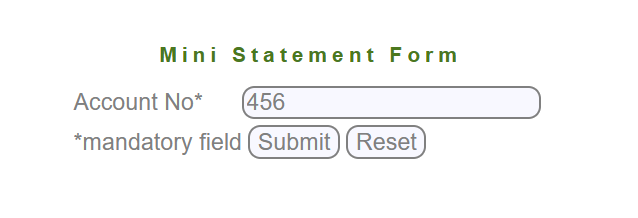 Mini Statement Form
Account No* 456
*mandatory field Submit Reset